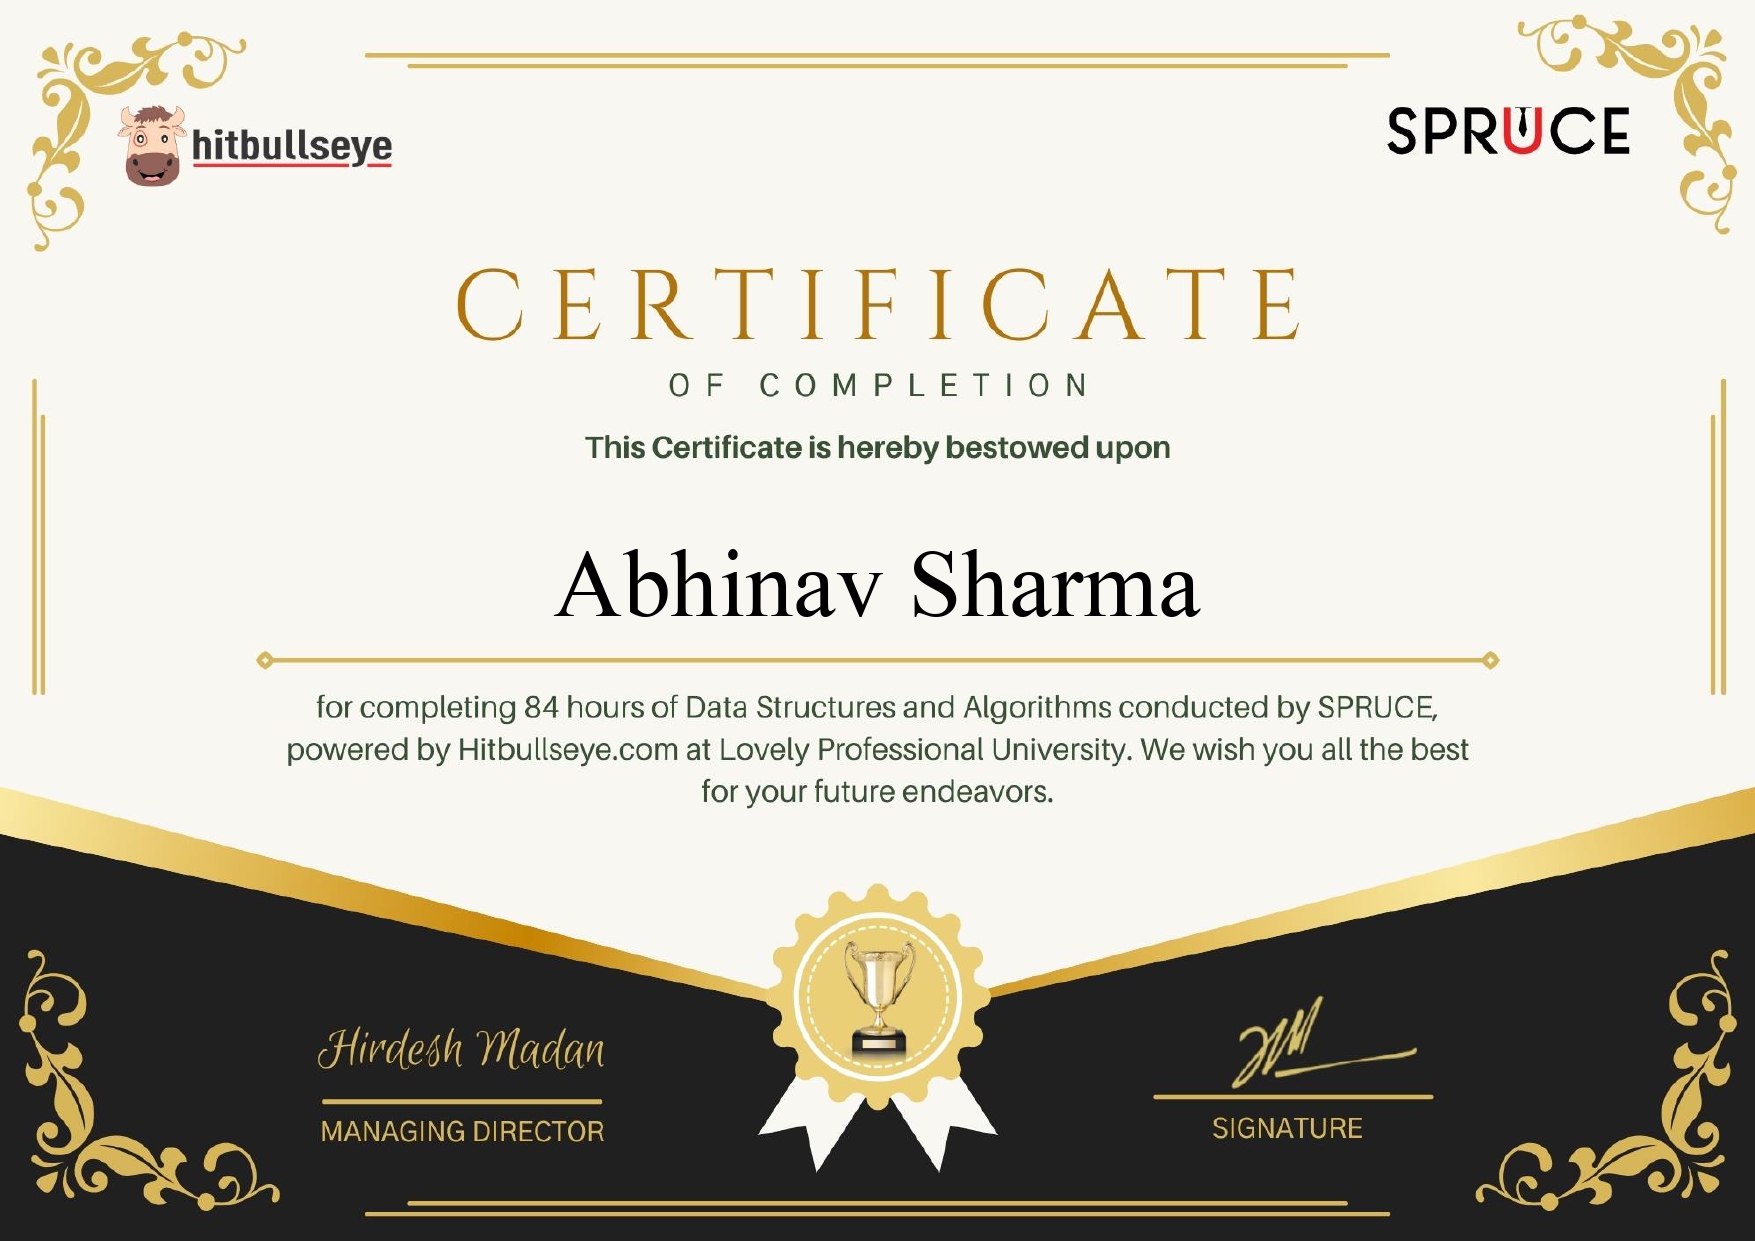 hitbullseye
SPRUCE
CERTIFICATE
OF COMPLETION
This Certificate is hereby bestowed upon
Abhinav Sharma
for completing 84 hours of Data Structures and Algorithms conducted by SPRUCE,
powered by Hitbullseye.com at Lovely Professional University. We wish you all the best
for your future endeavors.
Hirdesh Madan
MANAGING DIRECTOR
SIGNATURE